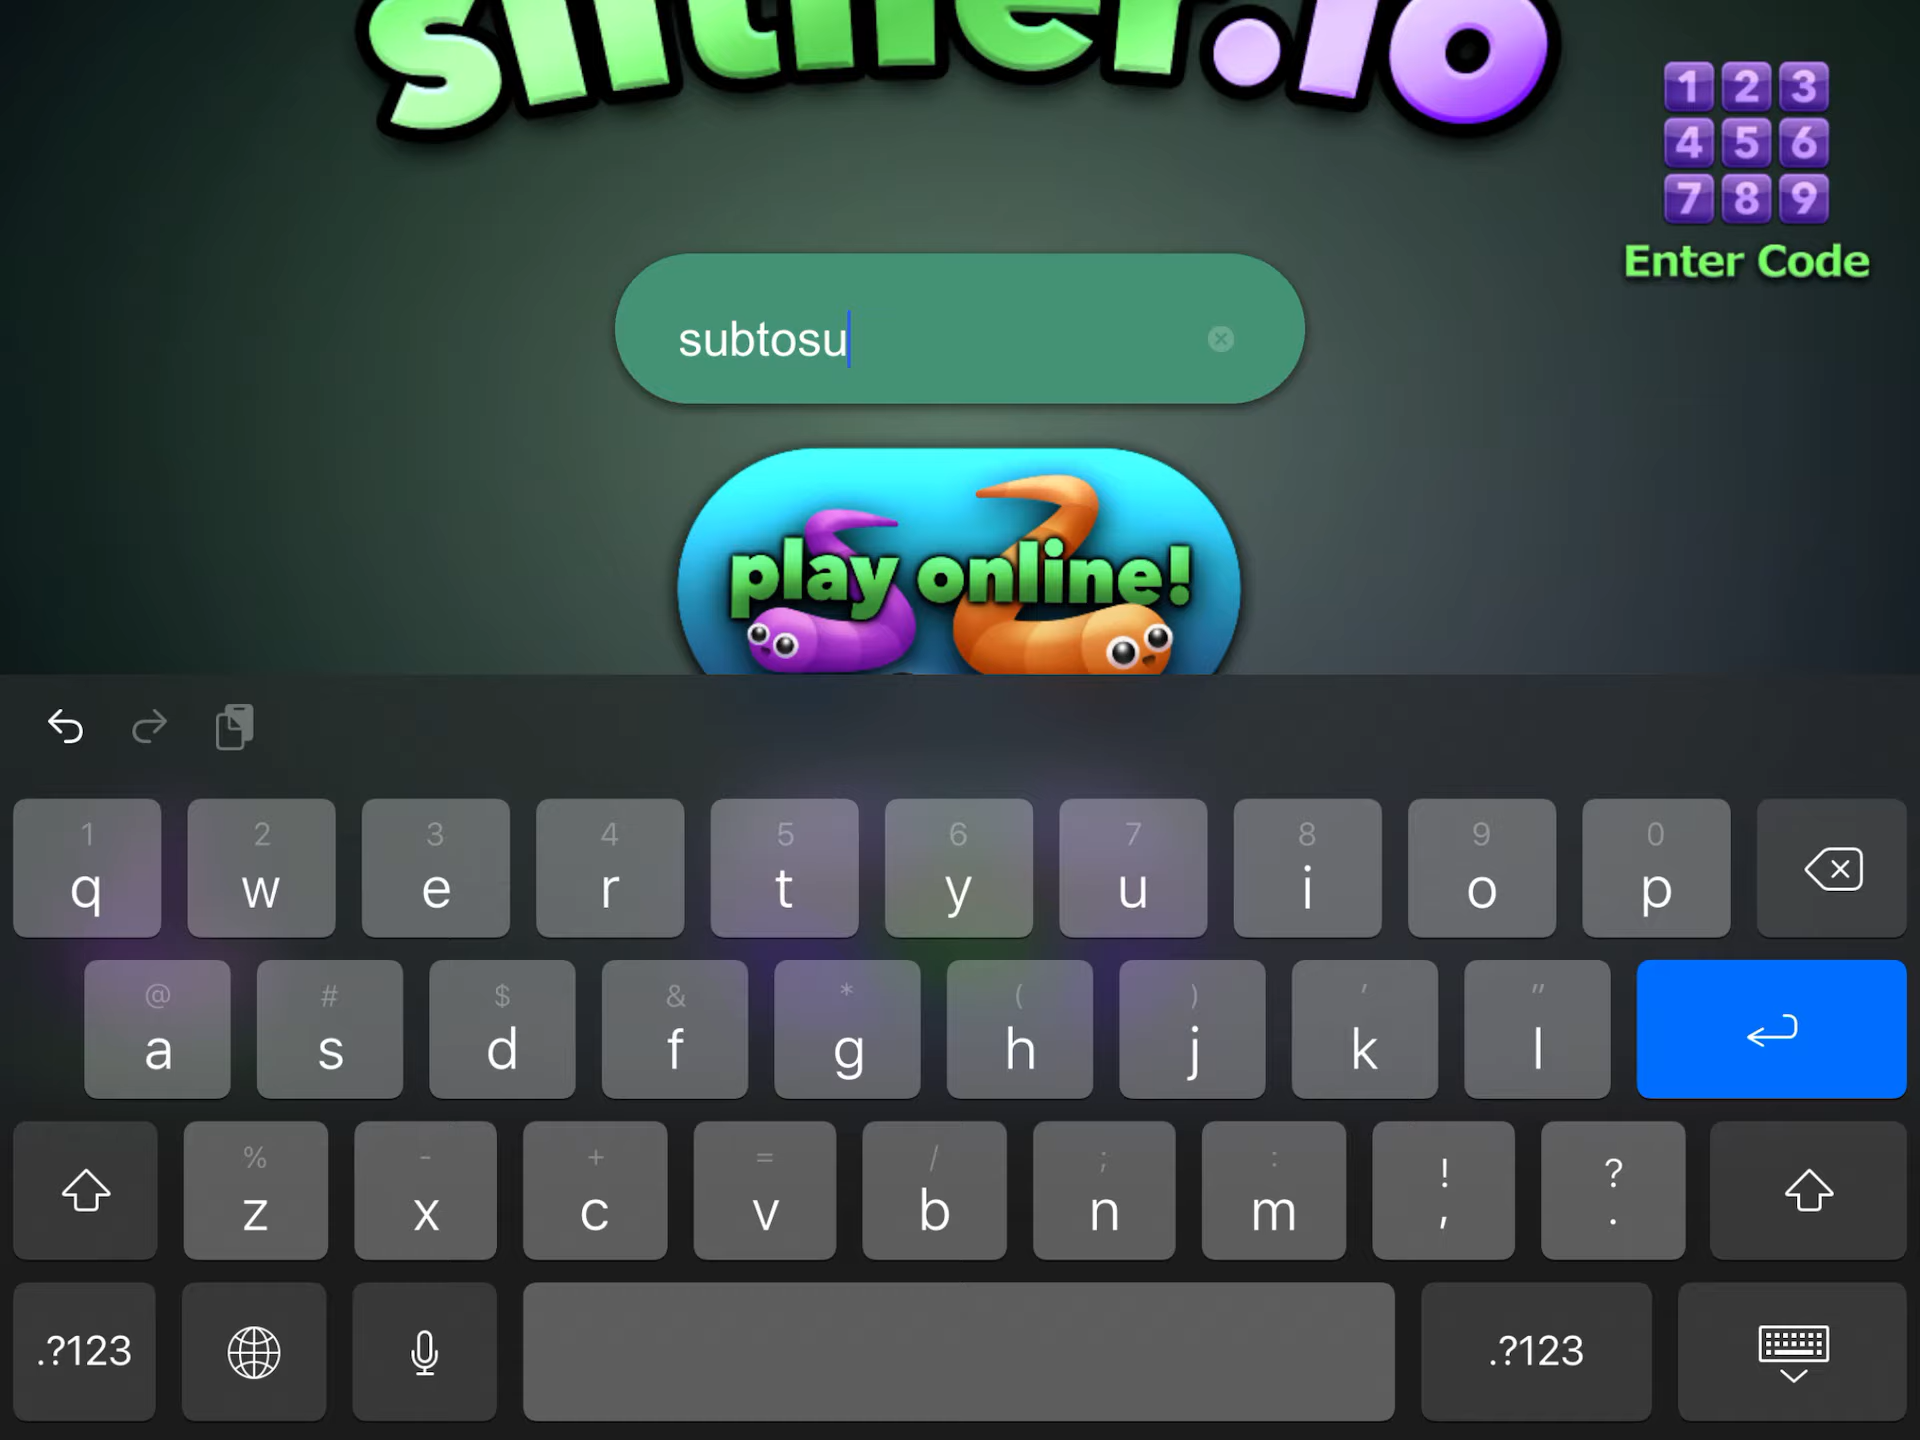 slither.io
1 2 3
4 5 6
7 8 9
Enter Code
subtosu
play online!
1 2 3 4 5 6 7 8 9 0
q w e r t y u i o p
@ # $ & * ( ) ' "
a s d f g h j k l
% - + = / ; : ! ?
z x c v b n m , .
.?123 .?123